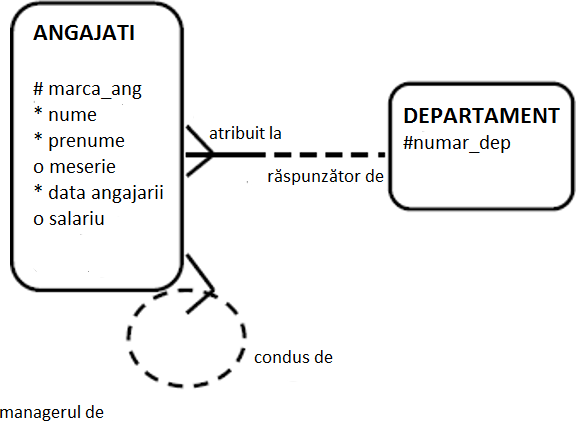 ANGAJATI
# marca_ang
* nume
* prenume
o meserie
* data angajarii
o salariu
atribuit la
răspunzător de
DEPARTAMENT
#numar_dep
condus de
managerul de